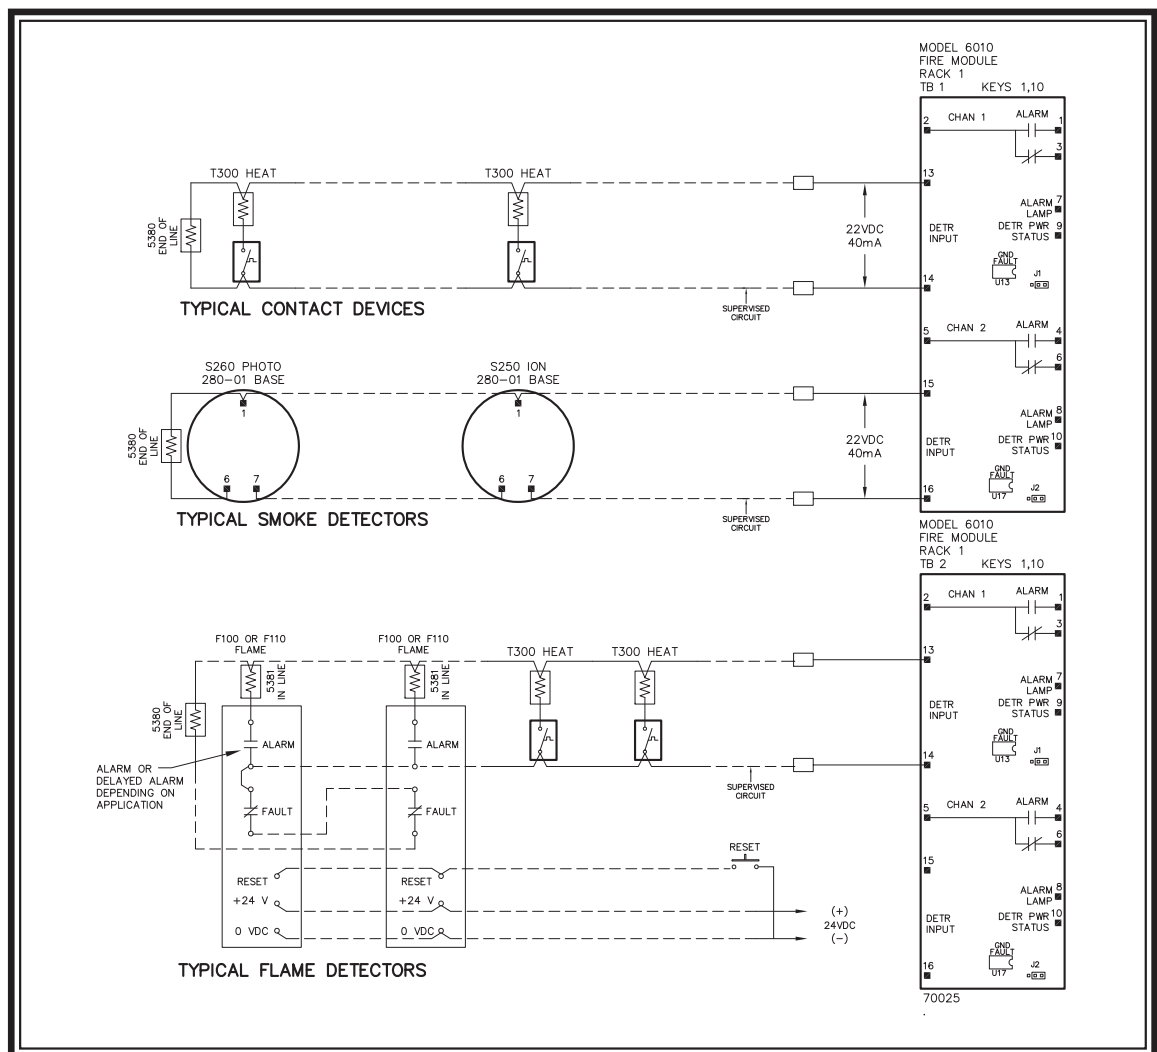 MODEL 6010
FIRE MODULE
RACK 1
TB 1 KEYS 1,10
2 CHAN 1 ALARM 1
3
T300 HEAT T300 HEAT
13
5380
END OF
LINE
22VDC
40mA
DETR
INPUT
ALARM 7
LAMP
DETR PWR 9
STATUS
GND
FAULT
U13
J1
14
TYPICAL CONTACT DEVICES
SUPERVISED
CIRCUIT
5 CHAN 2 ALARM 4
6
S260 PHOTO
280-01 BASE
S250 ION
280-01 BASE
15
1 1
5380
END OF
LINE
22VDC
40mA
DETR
INPUT
ALARM 8
LAMP
DETR PWR 10
STATUS
GND
FAULT
U17
J2
6 7 6 7
16
TYPICAL SMOKE DETECTORS
SUPERVISED
CIRCUIT
MODEL 6010
FIRE MODULE
RACK 1
TB 2 KEYS 1,10
2 CHAN 1 ALARM 1
3
F100 OR F110
FLAME
F100 OR F110
FLAME
T300 HEAT T300 HEAT
13
5381
IN LINE
5381
IN LINE
5380
END OF
LINE
DETR
INPUT
ALARM 7
LAMP
DETR PWR 9
STATUS
GND
FAULT
U13
J1
14
ALARM ALARM
ALARM OR
DELAYED ALARM
DEPENDING ON
APPLICATION
SUPERVISED
CIRCUIT
FAULT FAULT
5 CHAN 2 ALARM 4
6
RESET
15
RESET RESET
+24 V +24 V
0 VDC 0 VDC
(+)
24VDC
(-)
DETR
INPUT
ALARM 8
LAMP
DETR PWR 10
STATUS
GND
FAULT
U17
J2
16
TYPICAL FLAME DETECTORS
70025